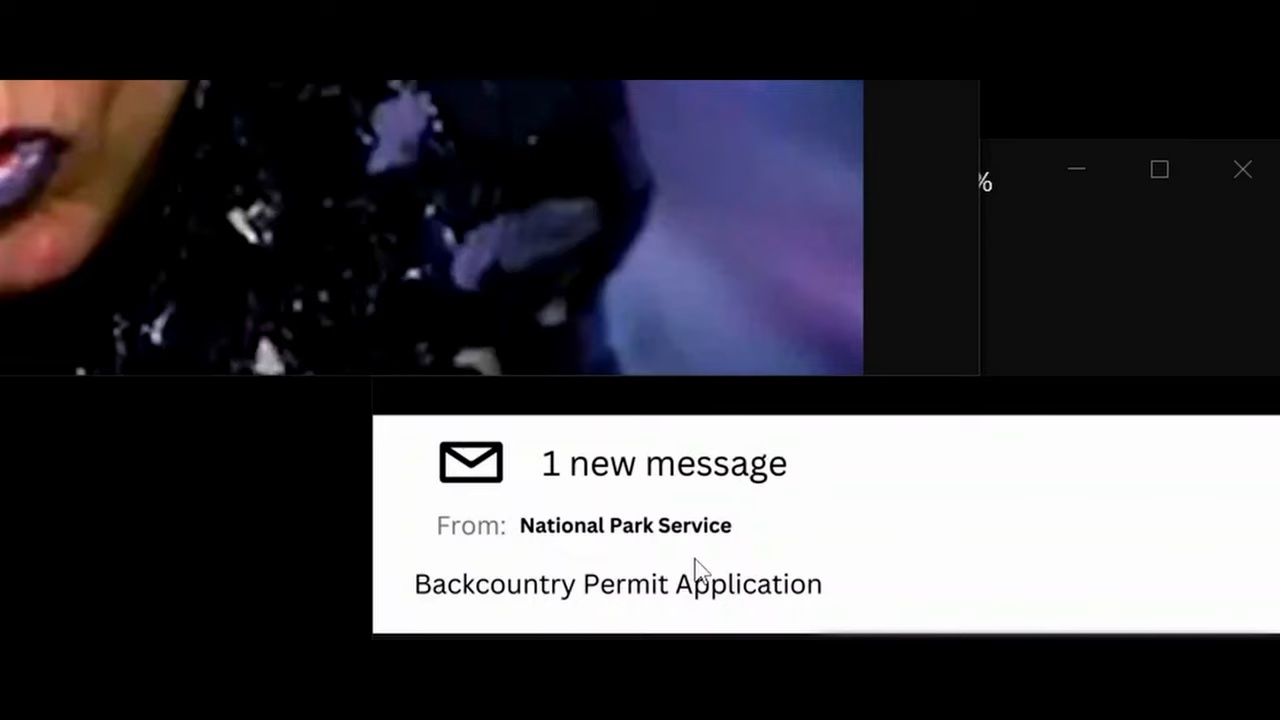 %
1 new message
From: National Park Service
Backcountry Permit Application